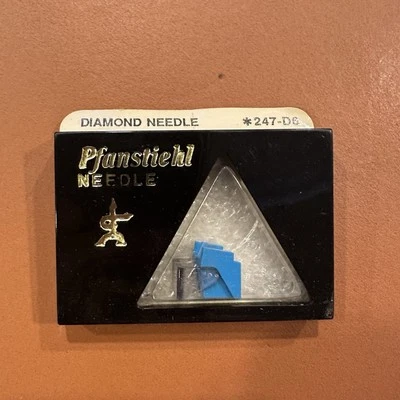 DIAMOND NEEDLE *247-D6
Pfanstiehl
NEEDLE